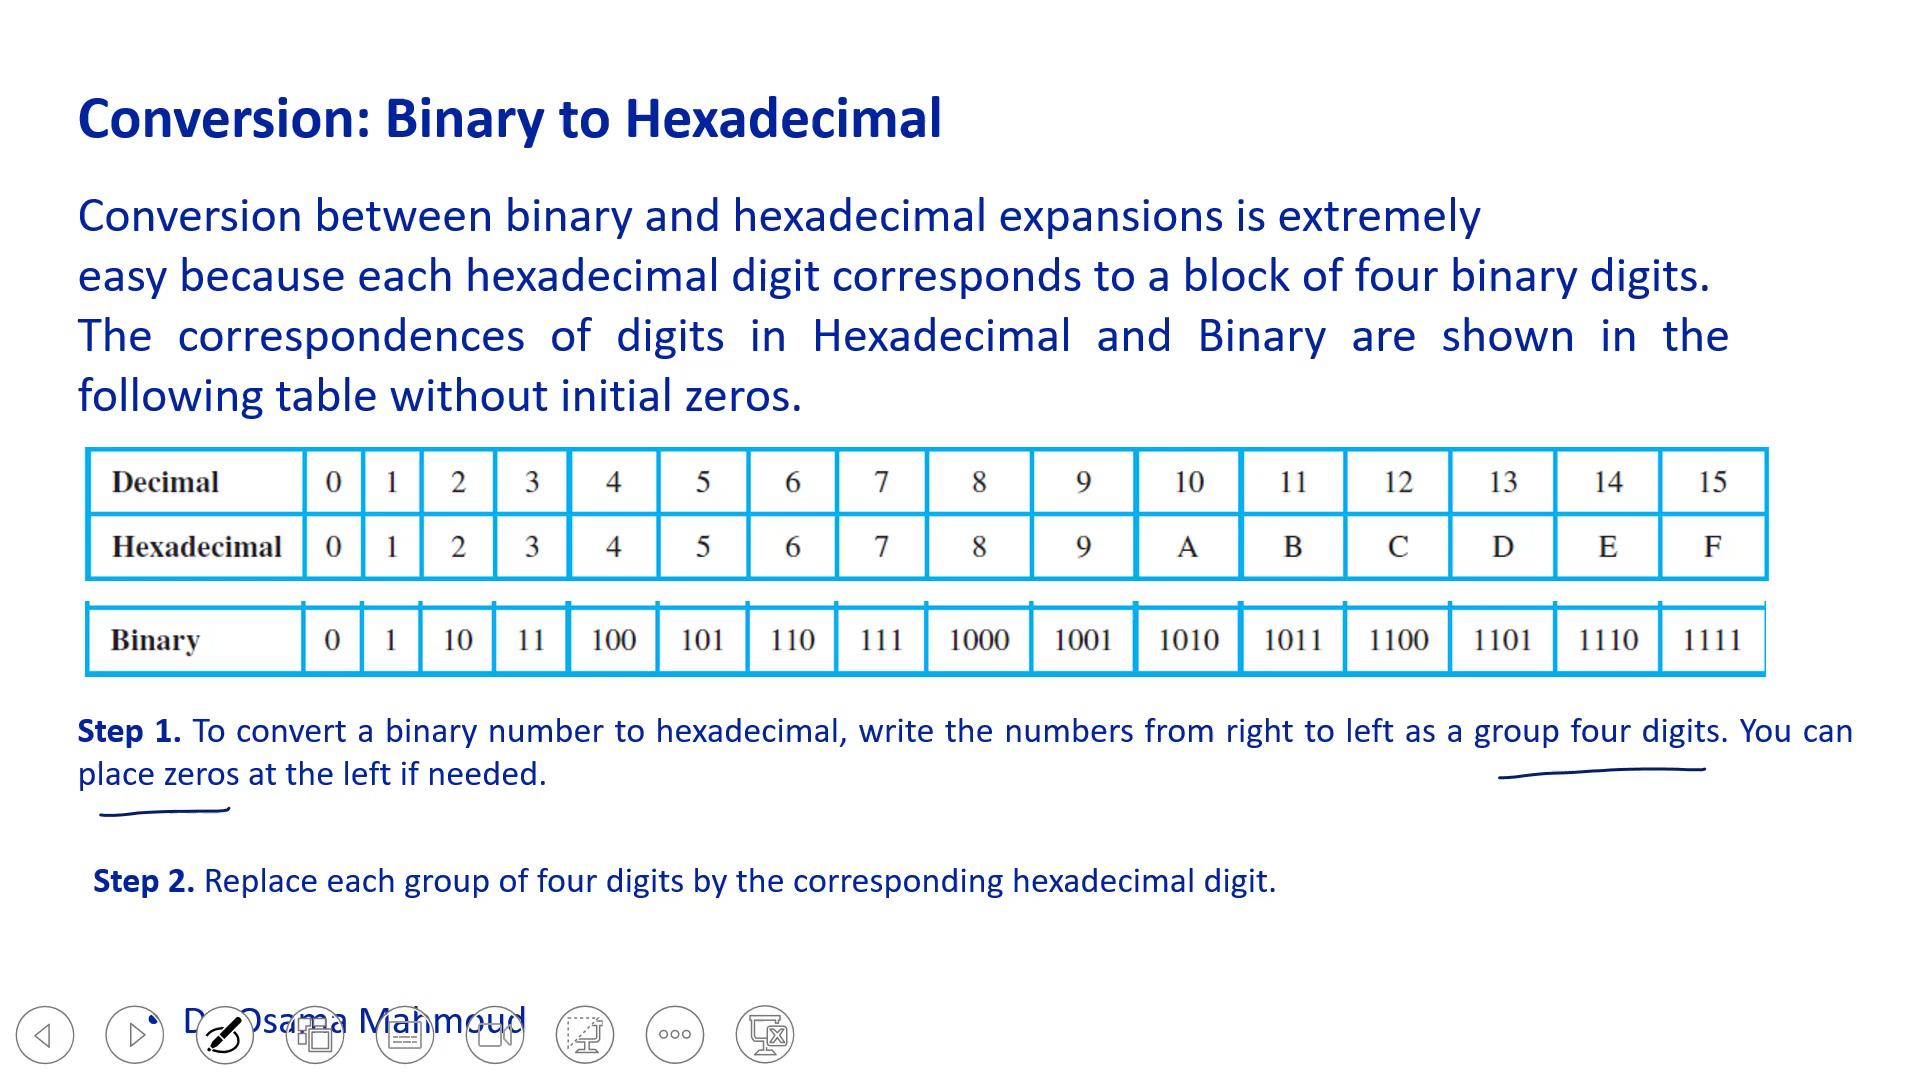 Conversion: Binary to Hexadecimal
Conversion between binary and hexadecimal expansions is extremely
easy because each hexadecimal digit corresponds to a block of four binary digits.
The correspondences of digits in Hexadecimal and Binary are shown in the
following table without initial zeros.
Decimal 0 1 2 3 4 5 6 7 8 9 10 11 12 13 14 15
Hexadecimal 0 1 2 3 4 5 6 7 8 9 A B C D E F
Binary 0 1 10 11 100 101 110 111 1000 1001 1010 1011 1100 1101 1110 1111
Step 1. To convert a binary number to hexadecimal, write the numbers from right to left as a group four digits. You can
place zeros at the left if needed.
Step 2. Replace each group of four digits by the corresponding hexadecimal digit.
Osama Mahmoud